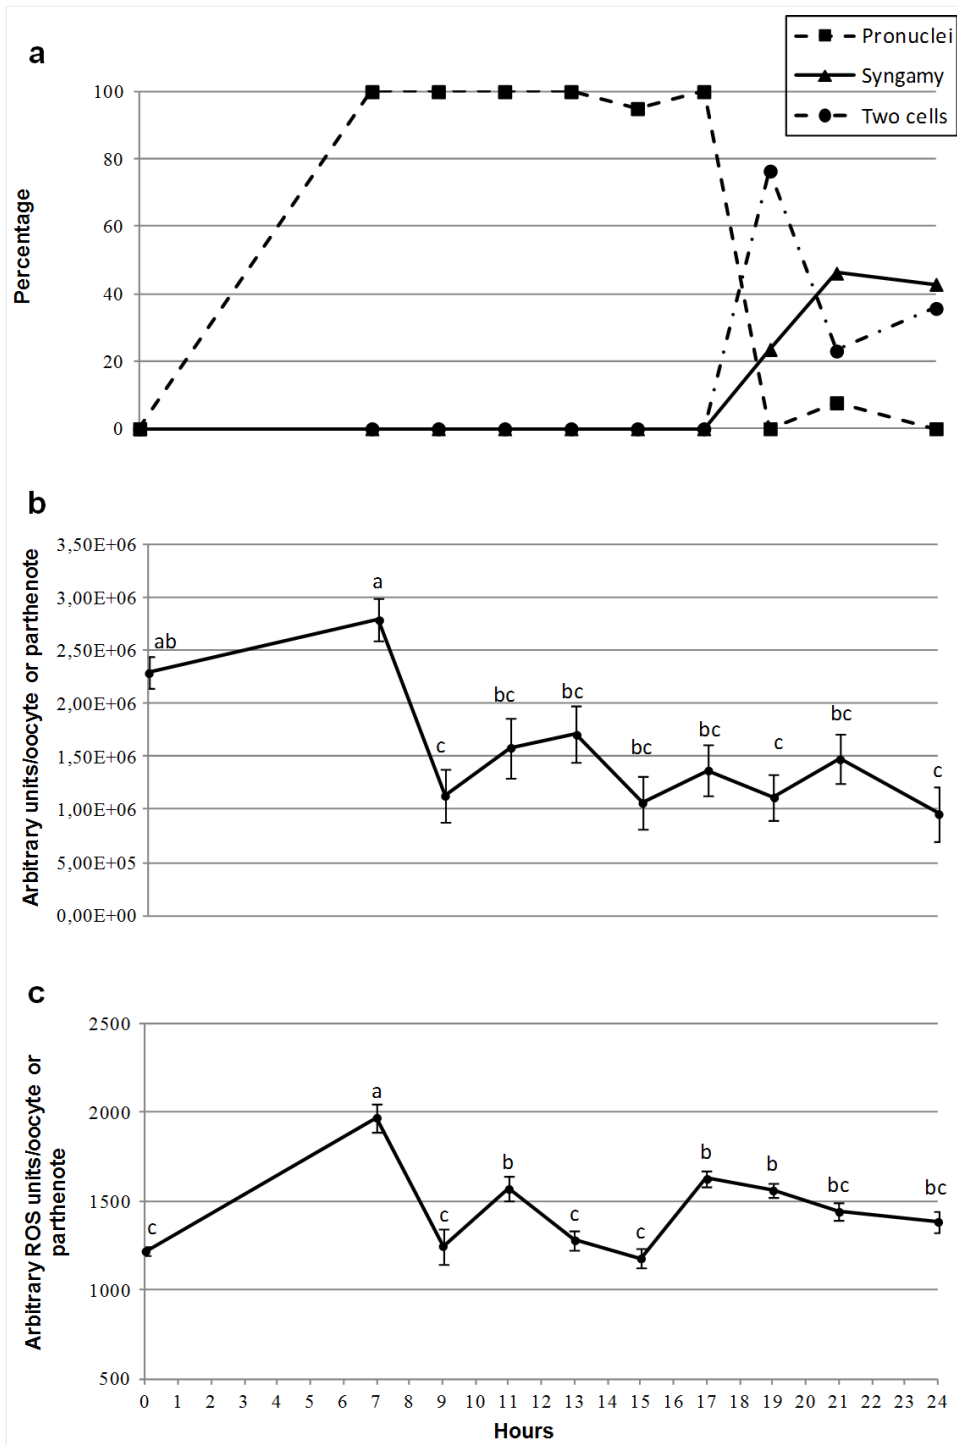 a
Pronuclei
Syngamy
Two cells
Percentage
100
80
60
40
20
0
b
Arbitrary units/oocyte or parthenote
3,50E+06
3,00E+06
2,50E+06
2,00E+06
1,50E+06
1,00E+06
5,00E+05
0,00E+00
ab
a
c
bc
bc
bc
bc
c
bc
c
c
Arbitrary ROS units/oocyte or
parthenote
2500
2000
1500
1000
500
c
a
c
b
c
c
b
b
bc
bc
0 1 2 3 4 5 6 7 8 9 10 11 12 13 14 15 16 17 18 19 20 21 22 23 24
Hours